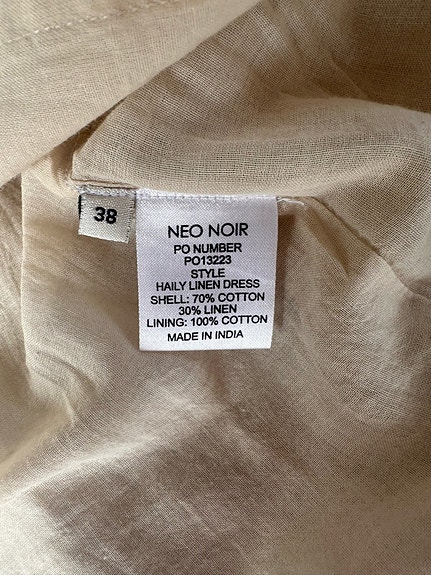 38
NEO NOIR
PO NUMBER
PO13223
STYLE
HAILY LINEN DRESS
SHELL: 70% COTTON
30% LINEN
LINING: 100% COTTON
MADE IN INDIA